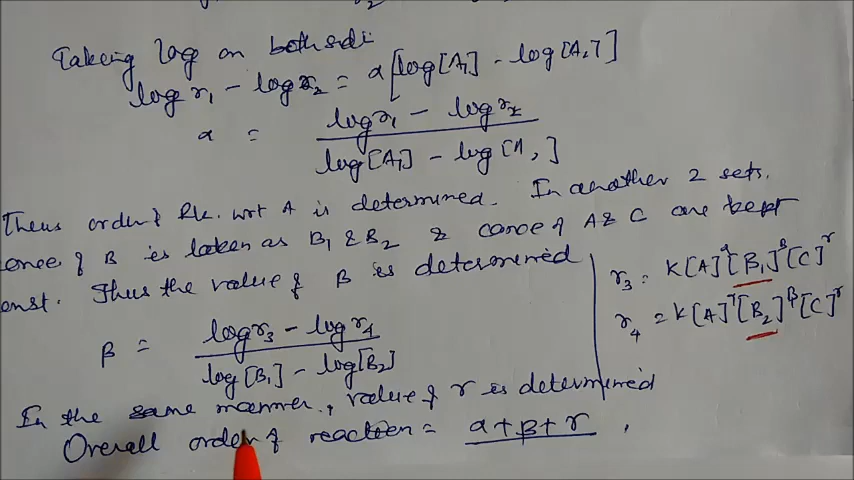 Taking log on both side
log r₁ - log r₂ = α[log[A₁] - log[A₂]]
α = log r₁ - log r₂
log[A₁] - log[A₂]
Thus order of Rk. wrt A is determined. In another 2 sets.
conc of B is taken as B₁ & B₂ & conc of A & C are kept
const. Thus the value of β is determined
r₃ = K[A]^α[B₁]^β[C]^r
r₄ = K[A]^α[B₂]^β[C]^r
β = log r₃ - log r₄
log[B₁] - log[B₂]
In the same manner, value of r is determined
Overall order of reaction = α + β + r.